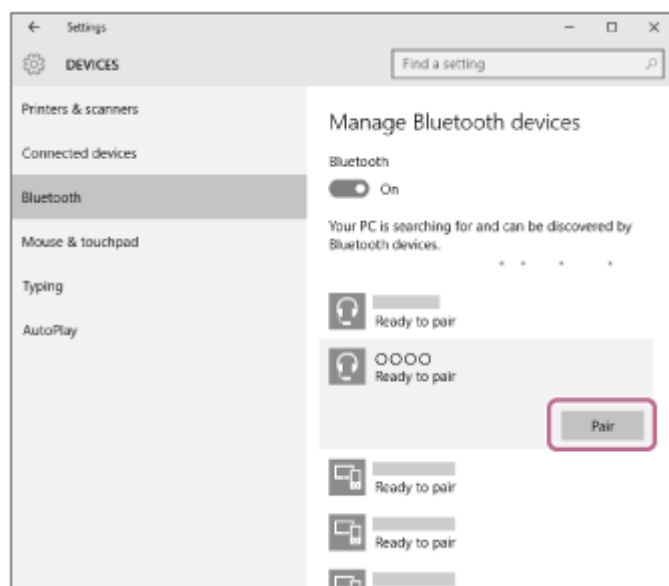 Settings
DEVICES
Find a setting
Printers & scanners
Connected devices
Bluetooth
Mouse & touchpad
Typing
AutoPlay
Manage Bluetooth devices
Bluetooth
On
Your PC is searching for and can be discovered by
Bluetooth devices.
Ready to pair
OOOO
Ready to pair
Pair
Ready to pair
Ready to pair